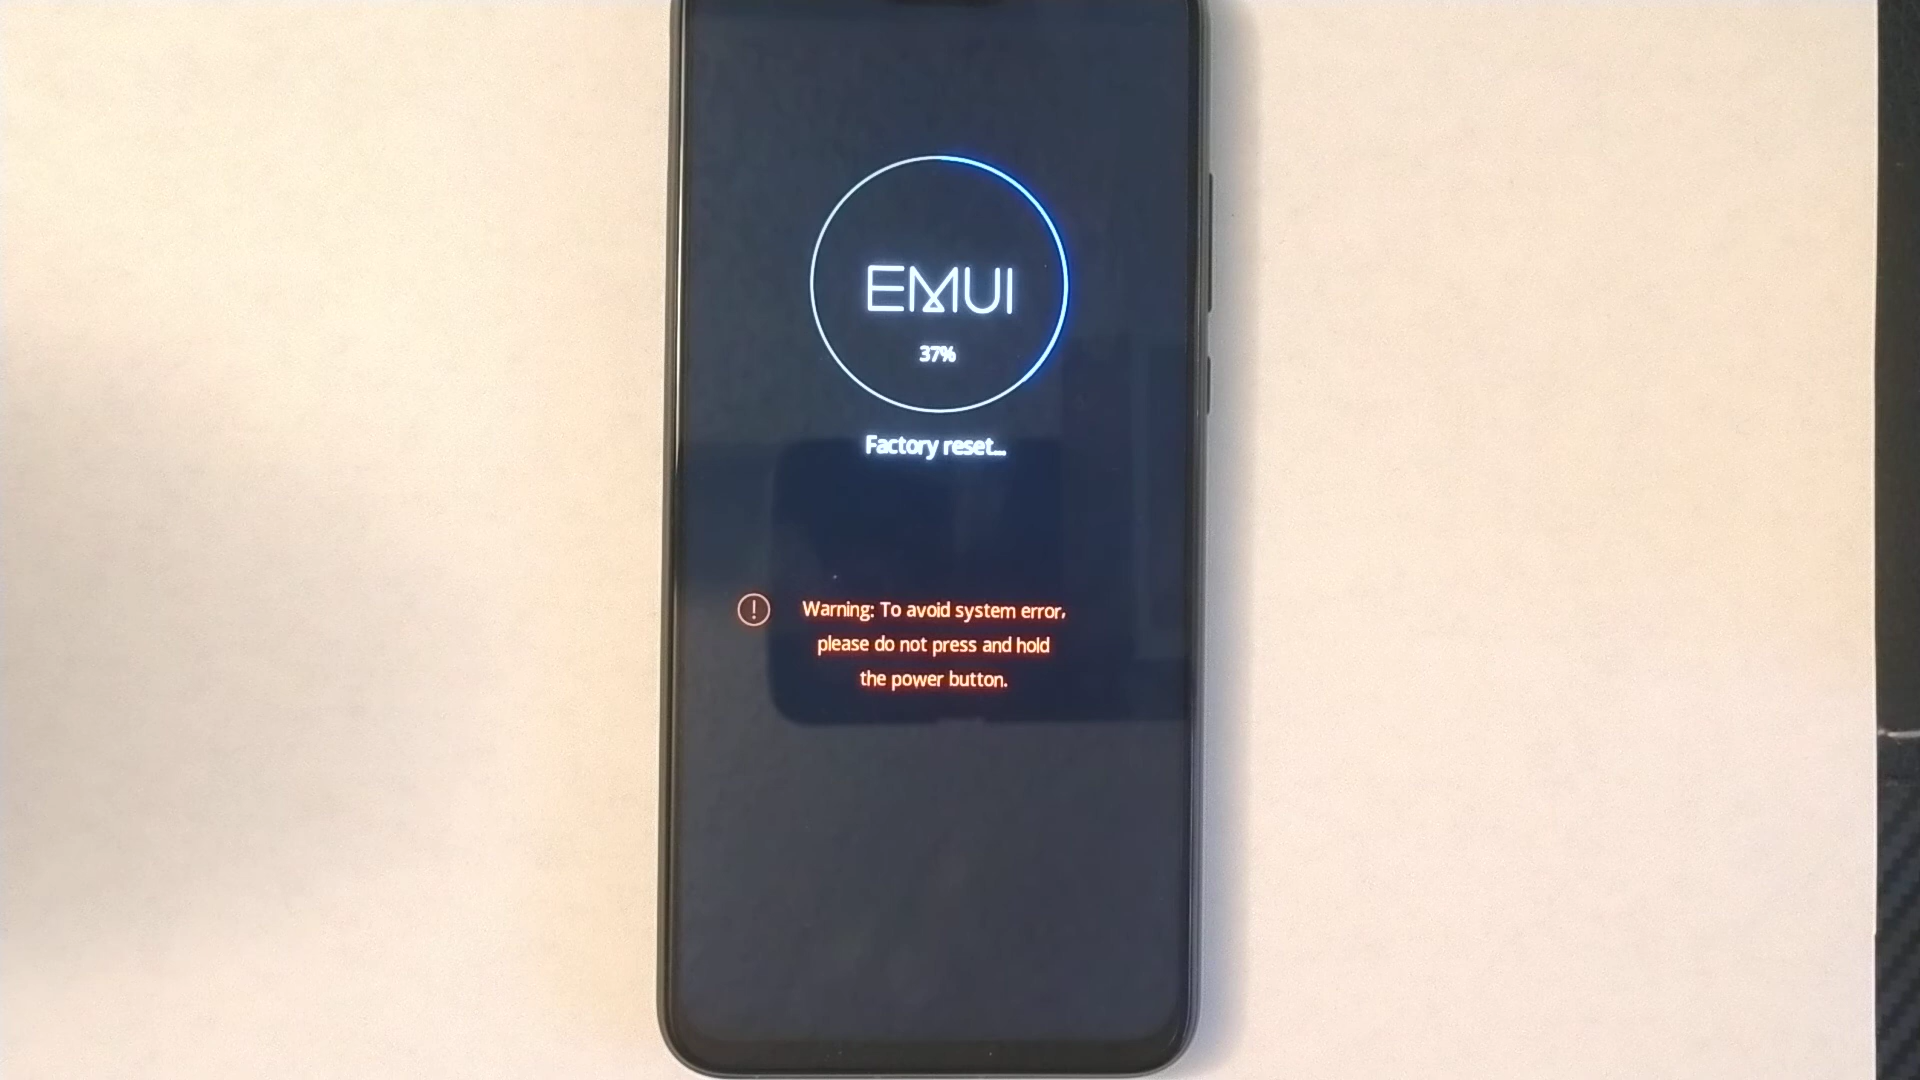 EMUI
37%
Factory reset...
Warning: To avoid system error,
please do not press and hold
the power button.